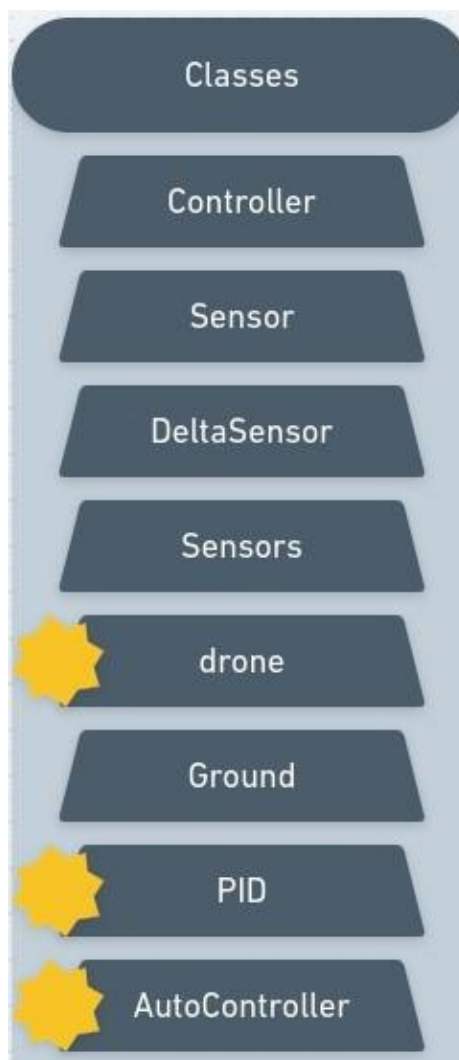 Classes
Controller
Sensor
DeltaSensor
Sensors
drone
Ground
PID
AutoController